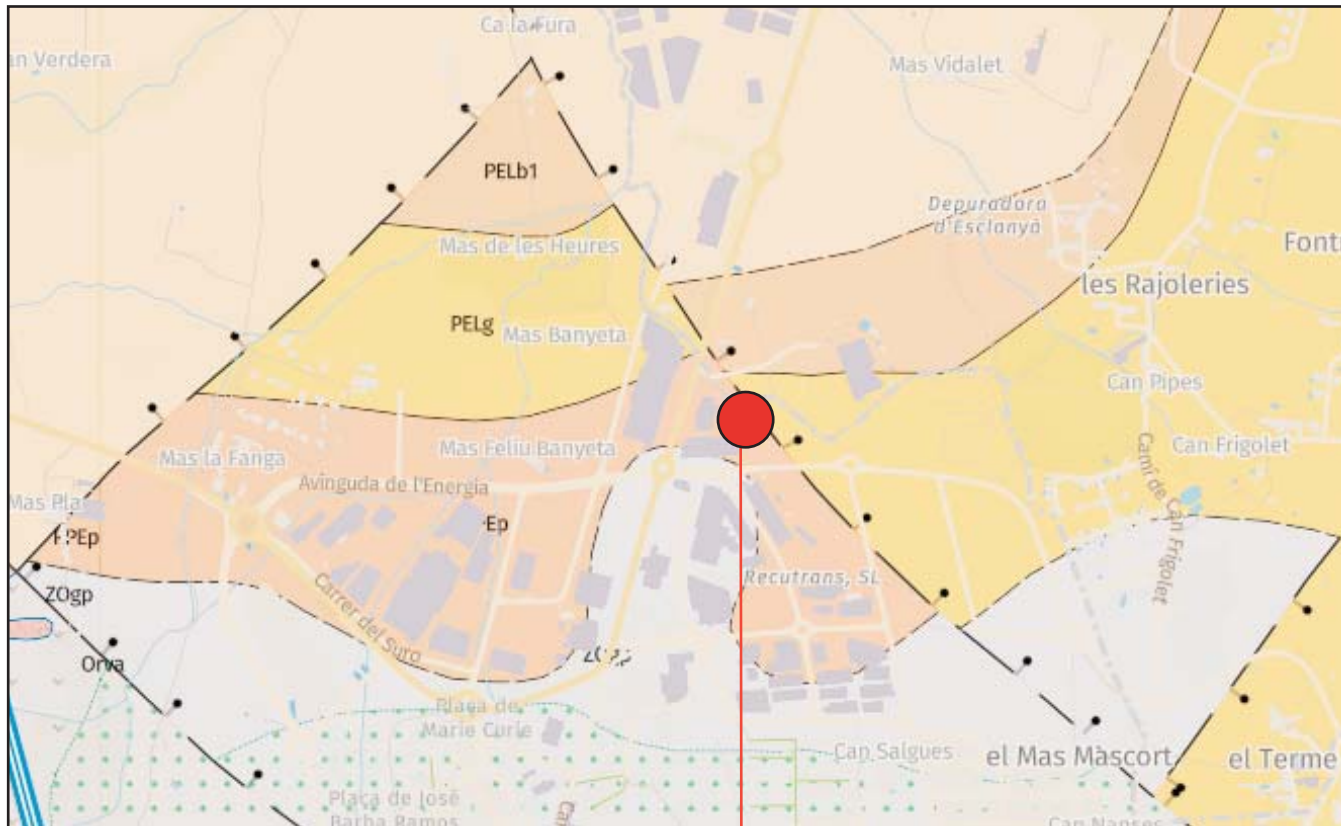 Ca la Fura
an Verdera
Mas Vidalet
PELb1
Depuradora
d'Esclanyà
Mas de les Heures
Font
les Rajoleries
PELg
Mas Banyeta
Can Pipes
Mas la Fanga
Mas Feliu Banyeta
Can Frigolet
Avinguda de l'Energia
Camí de Can Frigolet
Mas Pla
Ep
PEp
Recutrans, SL
ZOgp
Carrer del Suro
Orva
Plaça de
Marie Curie
Can Salgues
el Mas Màscort
el Terme
Plaça de José
Barba Ramos
Can Nanses